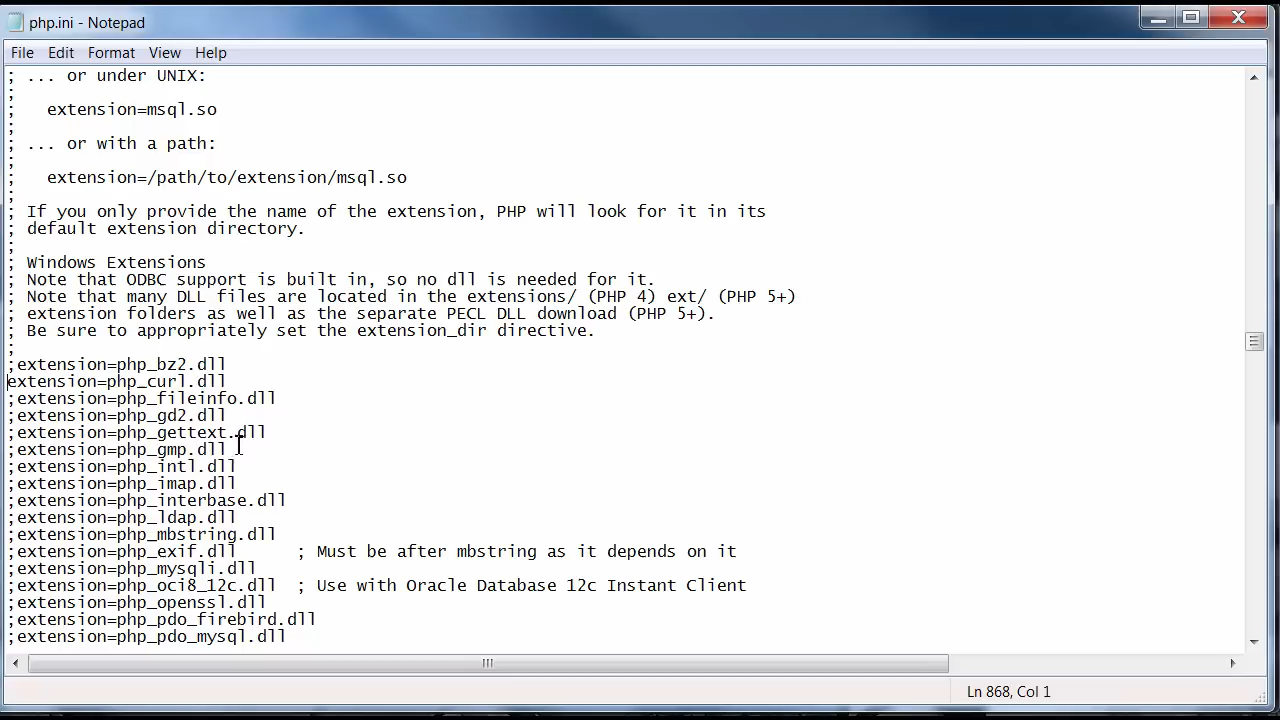 php.ini - Notepad
File Edit Format View Help
; ... or under UNIX:
;
;   extension=msql.so
;
; ... or with a path:
;
;   extension=/path/to/extension/msql.so
;
; If you only provide the name of the extension, PHP will look for it in its
; default extension directory.
;
; Windows Extensions
; Note that ODBC support is built in, so no dll is needed for it.
; Note that many DLL files are located in the extensions/ (PHP 4) ext/ (PHP 5+)
; extension folders as well as the separate PECL DLL download (PHP 5+).
; Be sure to appropriately set the extension_dir directive.
;
;extension=php_bz2.dll
extension=php_curl.dll
;extension=php_fileinfo.dll
;extension=php_gd2.dll
;extension=php_gettext.dll
;extension=php_gmp.dll
;extension=php_intl.dll
;extension=php_imap.dll
;extension=php_interbase.dll
;extension=php_ldap.dll
;extension=php_mbstring.dll
;extension=php_exif.dll      ; Must be after mbstring as it depends on it
;extension=php_mysqli.dll
;extension=php_oci8_12c.dll  ; Use with Oracle Database 12c Instant Client
;extension=php_openssl.dll
;extension=php_pdo_firebird.dll
;extension=php_pdo_mysql.dll
Ln 868, Col 1